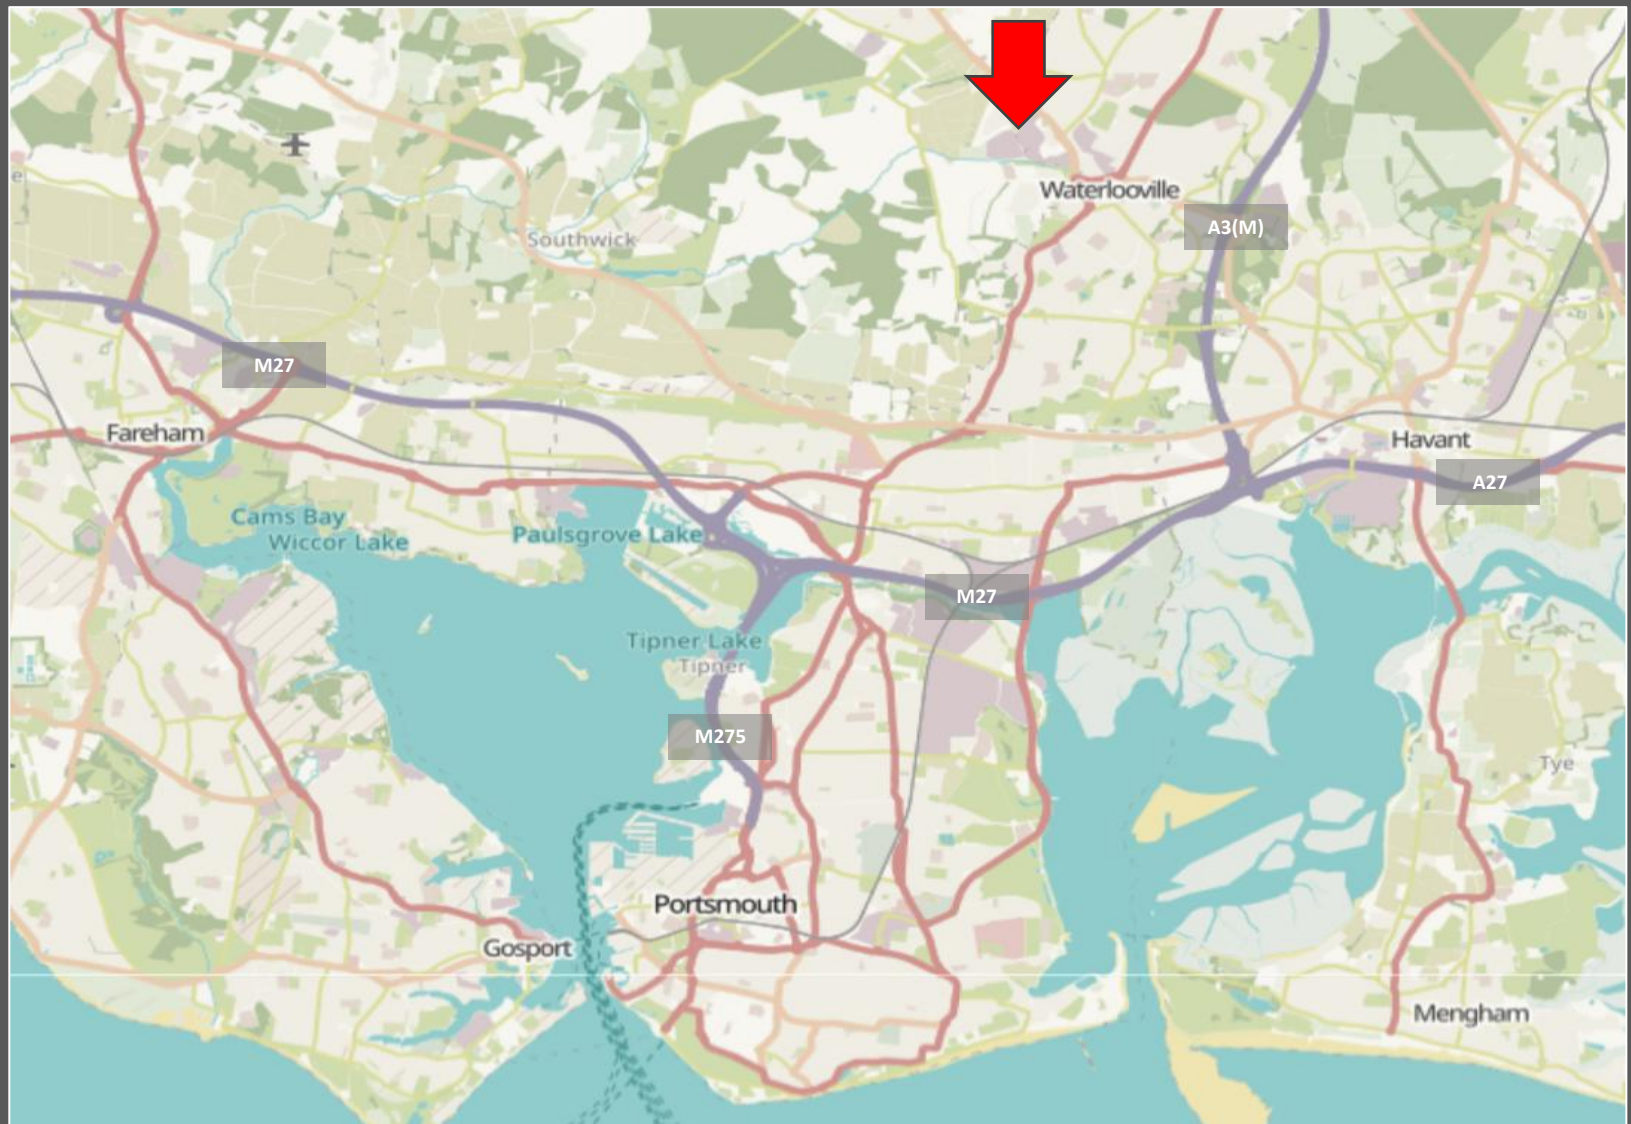 Waterlooville
A3(M)
Southwick
M27
Fareham
Havant
A27
Cams Bay
Wiccor Lake
Paulsgrove Lake
M27
Tipner Lake
Tipner
M275
Tye
Portsmouth
Gosport
Mengham